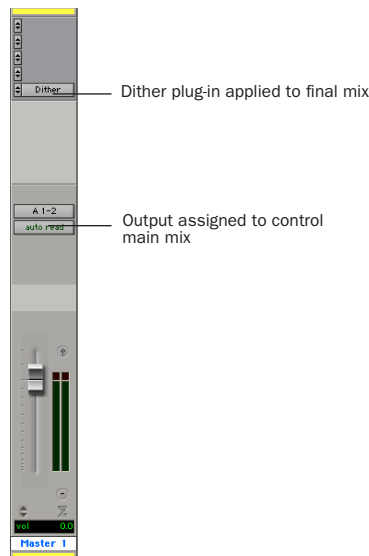 Dither
Dither plug-in applied to final mix
A 1-2
auto read
Output assigned to control
main mix
vol 0.0
Master 1